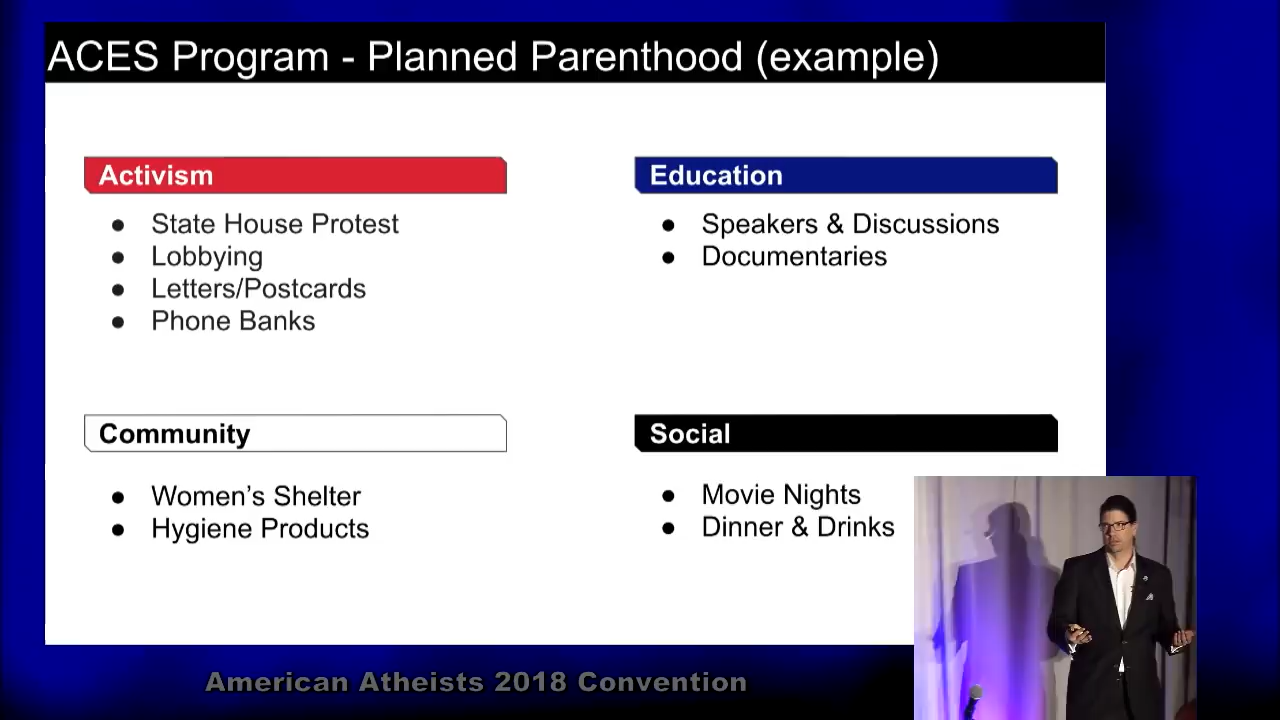 ACES Program - Planned Parenthood (example)
Activism
● State House Protest
● Lobbying
● Letters/Postcards
● Phone Banks
Education
● Speakers & Discussions
● Documentaries
Community
● Women’s Shelter
● Hygiene Products
Social
● Movie Nights
● Dinner & Drinks
American Atheists 2018 Convention